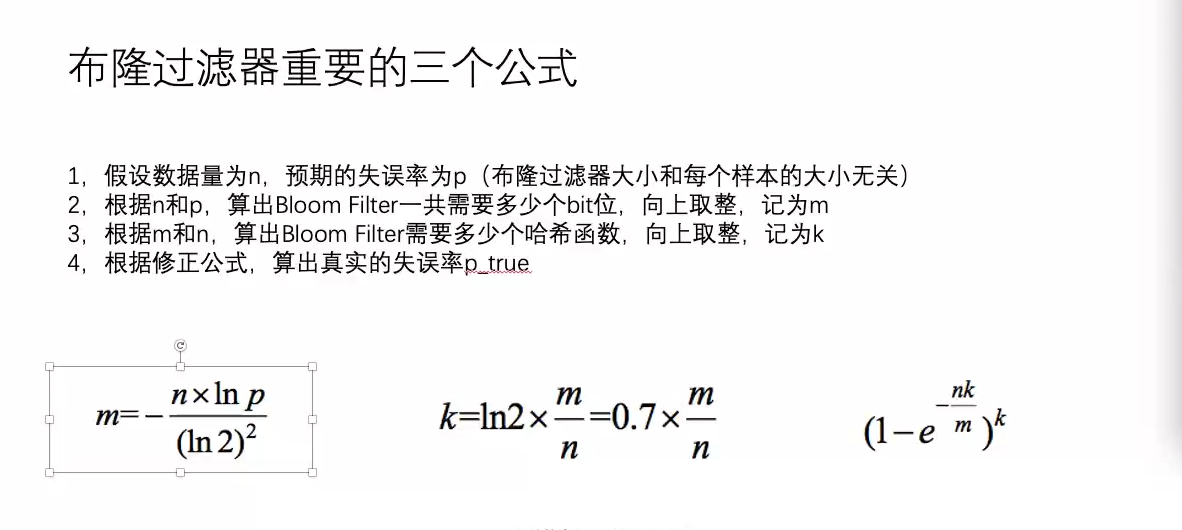 布隆过滤器重要的三个公式
1，假设数据量为n，预期的失误率为p（布隆过滤器大小和每个样本的大小无关）
2，根据n和p，算出Bloom Filter一共需要多少个bit位，向上取整，记为m
3，根据m和n，算出Bloom Filter需要多少个哈希函数，向上取整，记为k
4，根据修正公式，算出真实的失误率p_true
m=-\frac{n×ln p}{(ln 2)^2}
k=ln2×\frac{m}{n}=0.7×\frac{m}{n}
(1-e^{-\frac{nk}{m}})^k